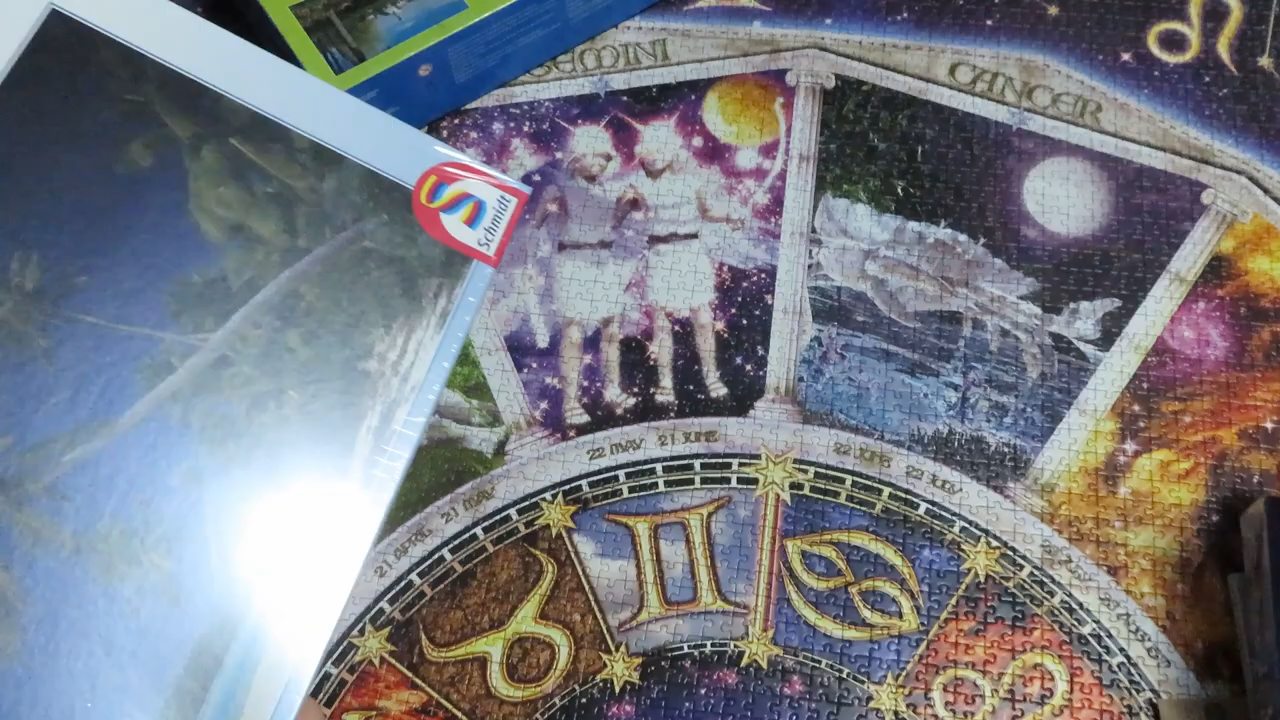 GEMINI
CANCER
Schmidt
22 MAY 21 JUNE
22 JUNE 22 JULY
21 APRIL 21 MAY